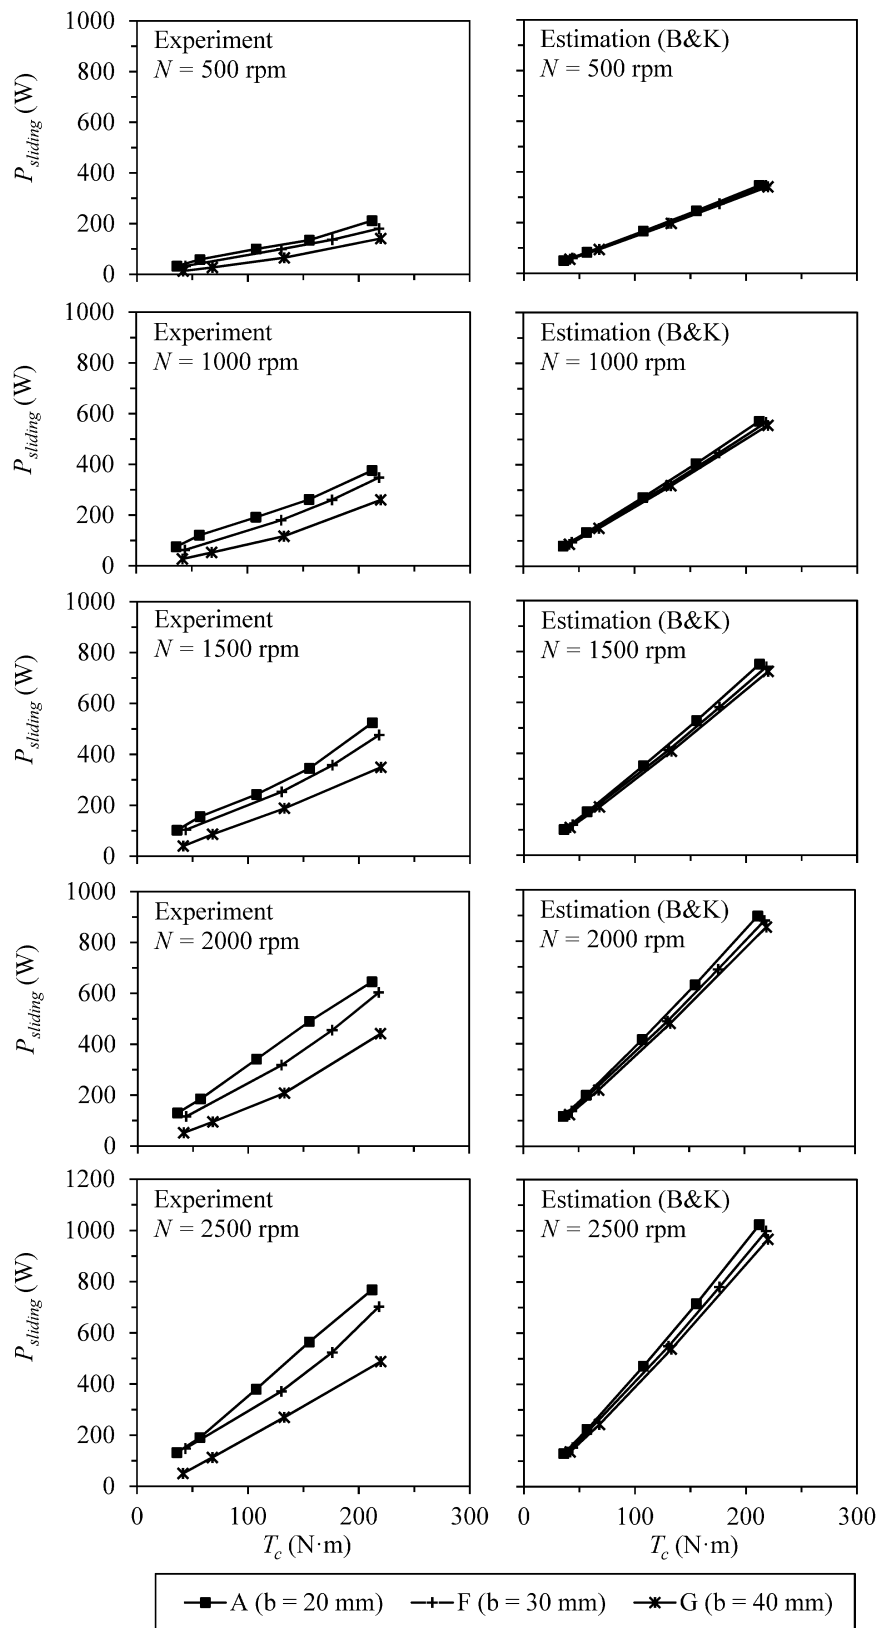 1000
800
600
400
200
0
P_sliding (W)
Experiment
N = 500 rpm
Estimation (B&K)
N = 500 rpm
1000
800
600
400
200
0
P_sliding (W)
Experiment
N = 1000 rpm
Estimation (B&K)
N = 1000 rpm
1000
800
600
400
200
0
P_sliding (W)
Experiment
N = 1500 rpm
Estimation (B&K)
N = 1500 rpm
1000
800
600
400
200
0
P_sliding (W)
Experiment
N = 2000 rpm
Estimation (B&K)
N = 2000 rpm
1200
1000
800
600
400
200
0
P_sliding (W)
Experiment
N = 2500 rpm
Estimation (B&K)
N = 2500 rpm
0 100 200 300
T_c (N·m)
0 100 200 300
T_c (N·m)
A (b = 20 mm) F (b = 30 mm) G (b = 40 mm)